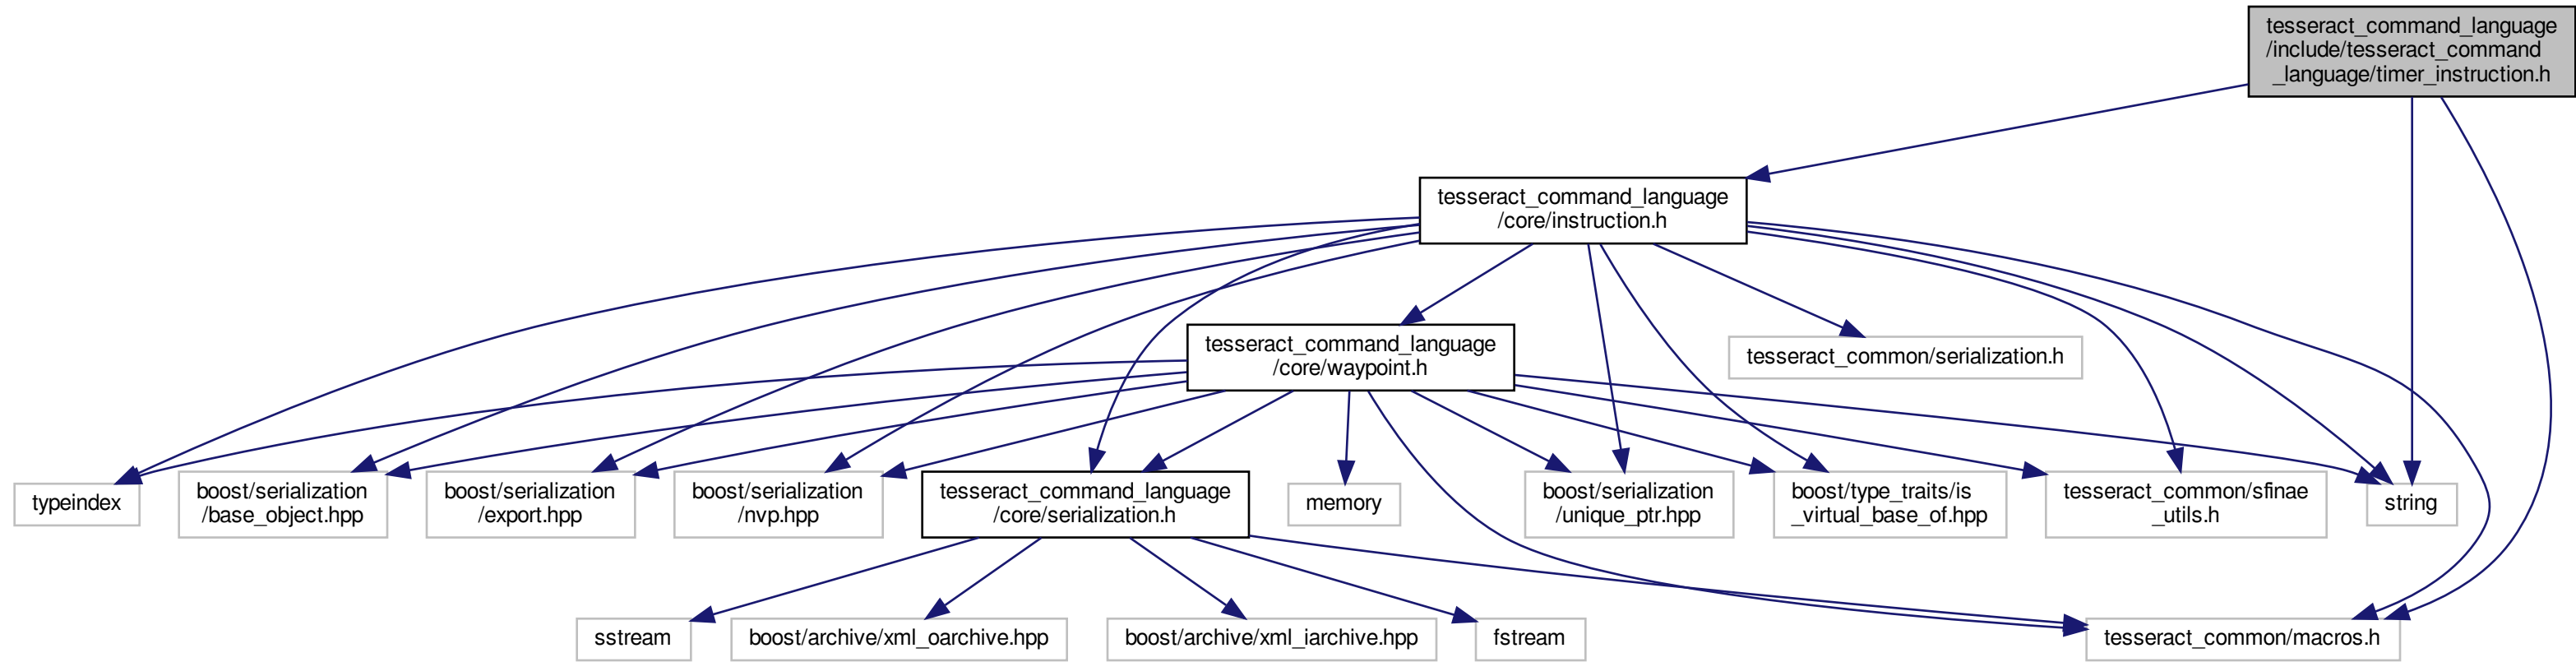 tesseract_command_language
/include/tesseract_command
_language/timer_instruction.h
tesseract_command_language
/core/instruction.h
tesseract_command_language
/core/waypoint.h
tesseract_common/serialization.h
typeindex
boost/serialization
/base_object.hpp
boost/serialization
/export.hpp
boost/serialization
/nvp.hpp
tesseract_command_language
/core/serialization.h
memory
boost/serialization
/unique_ptr.hpp
boost/type_traits/is
_virtual_base_of.hpp
tesseract_common/sfinae
_utils.h
string
sstream
boost/archive/xml_oarchive.hpp
boost/archive/xml_iarchive.hpp
fstream
tesseract_common/macros.h